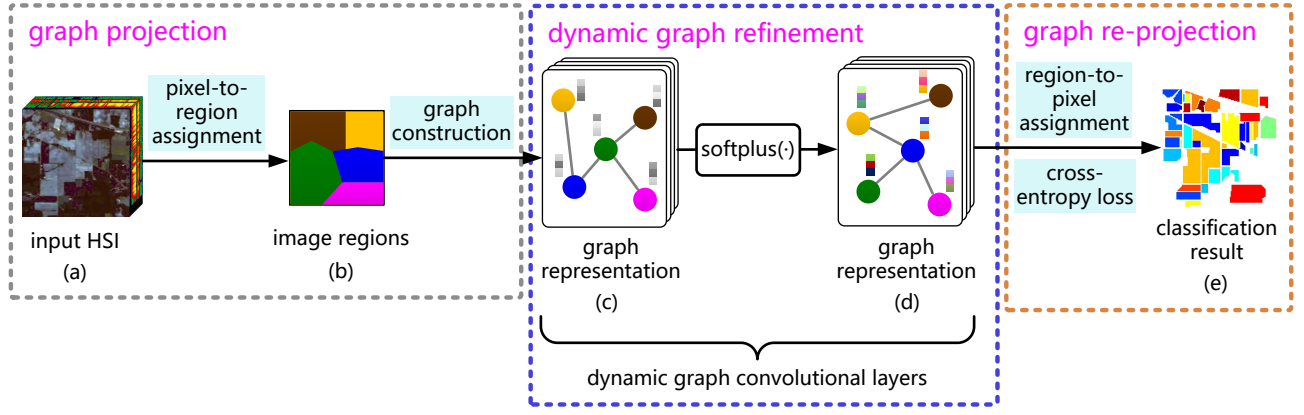 graph projection
pixel-to-
region
assignment
graph
construction
input HSI
(a)
image regions
(b)
dynamic graph refinement
softplus(·)
graph
representation
(c)
graph
representation
(d)
dynamic graph convolutional layers
graph re-projection
region-to-
pixel
assignment
cross-
entropy loss
classification
result
(e)